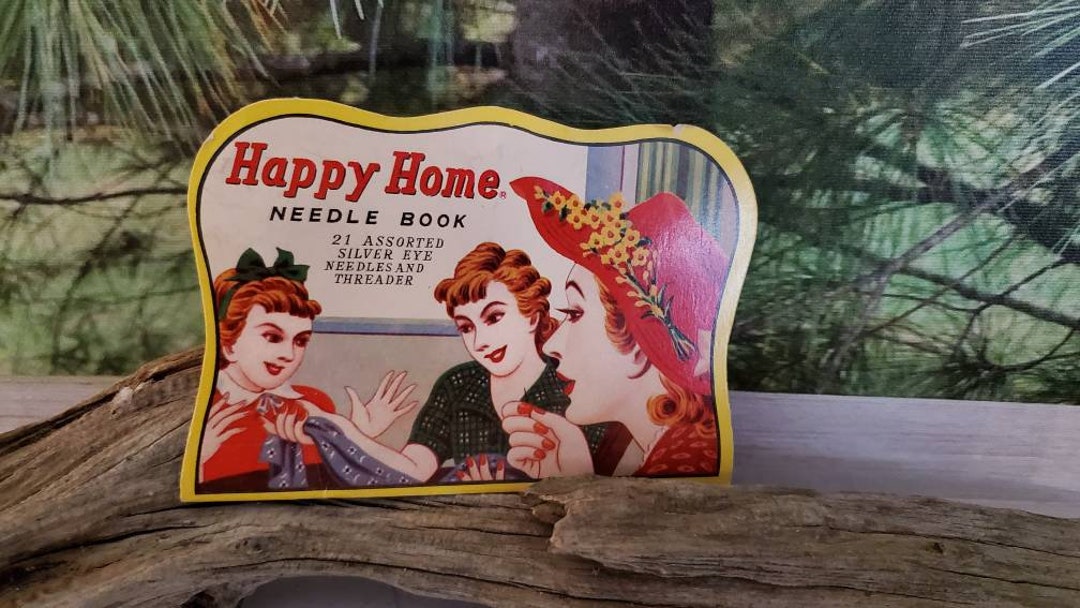 Happy Home®
NEEDLE BOOK
21 ASSORTED
SILVER EYE
NEEDLES AND
THREADER